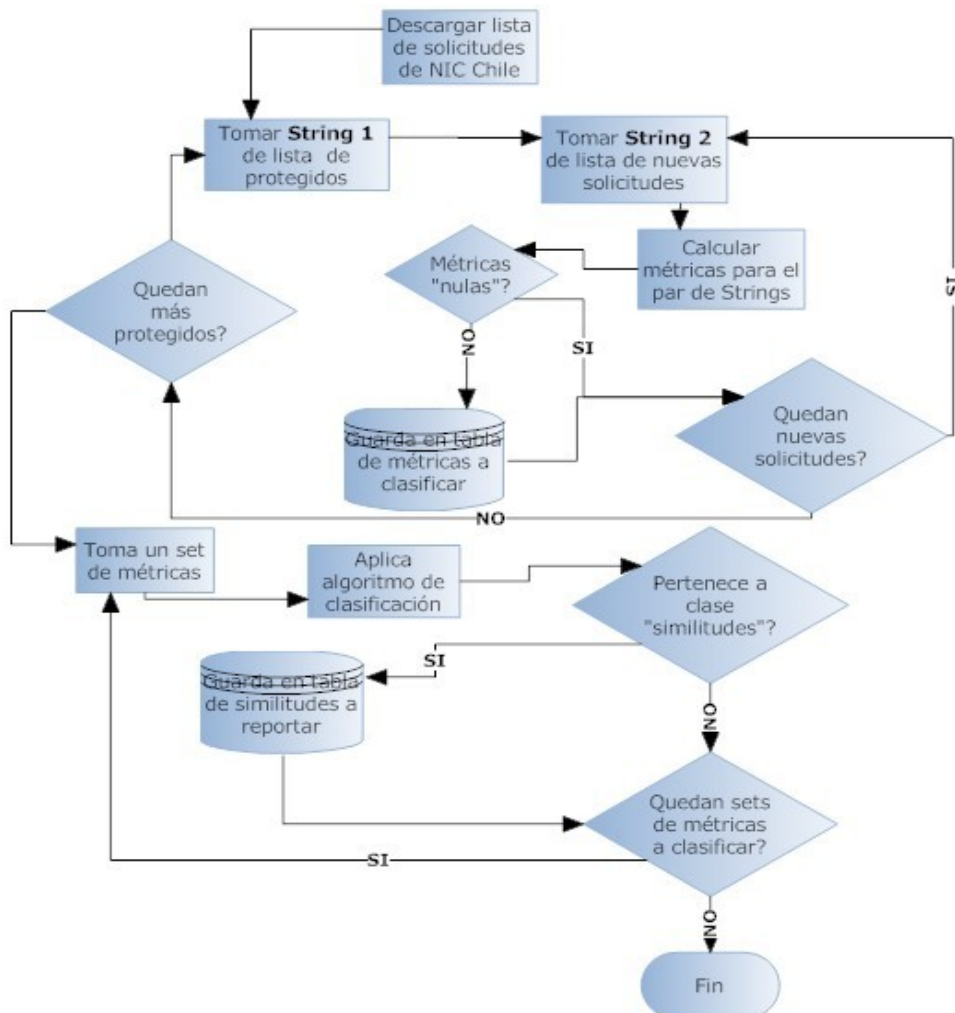 Descargar lista
de solicitudes
de NIC Chile
Tomar String 1
de lista de
protegidos
Tomar String 2
de lista de nuevas
solicitudes
Calcular
métricas para el
par de Strings
Métricas
"nulas"?
Quedan
más
protegidos?
SI
NO
SI
Guarda en tabla
de métricas a
clasificar
Quedan
nuevas
solicitudes?
NO
Toma un set
de métricas
Aplica
algoritmo de
clasificación
Pertenece a
clase
"similitudes"?
SI
Guarda en tabla
de similitudes a
reportar
NO
Quedan sets
de métricas
a clasificar?
SI
NO
Fin